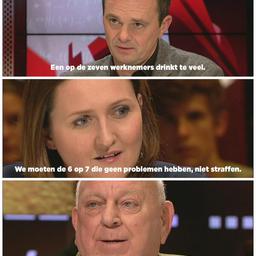 Een op de zeven werknemers drinkt te veel.
We moeten de 6 op 7 die geen problemen hebben, niet straffen.